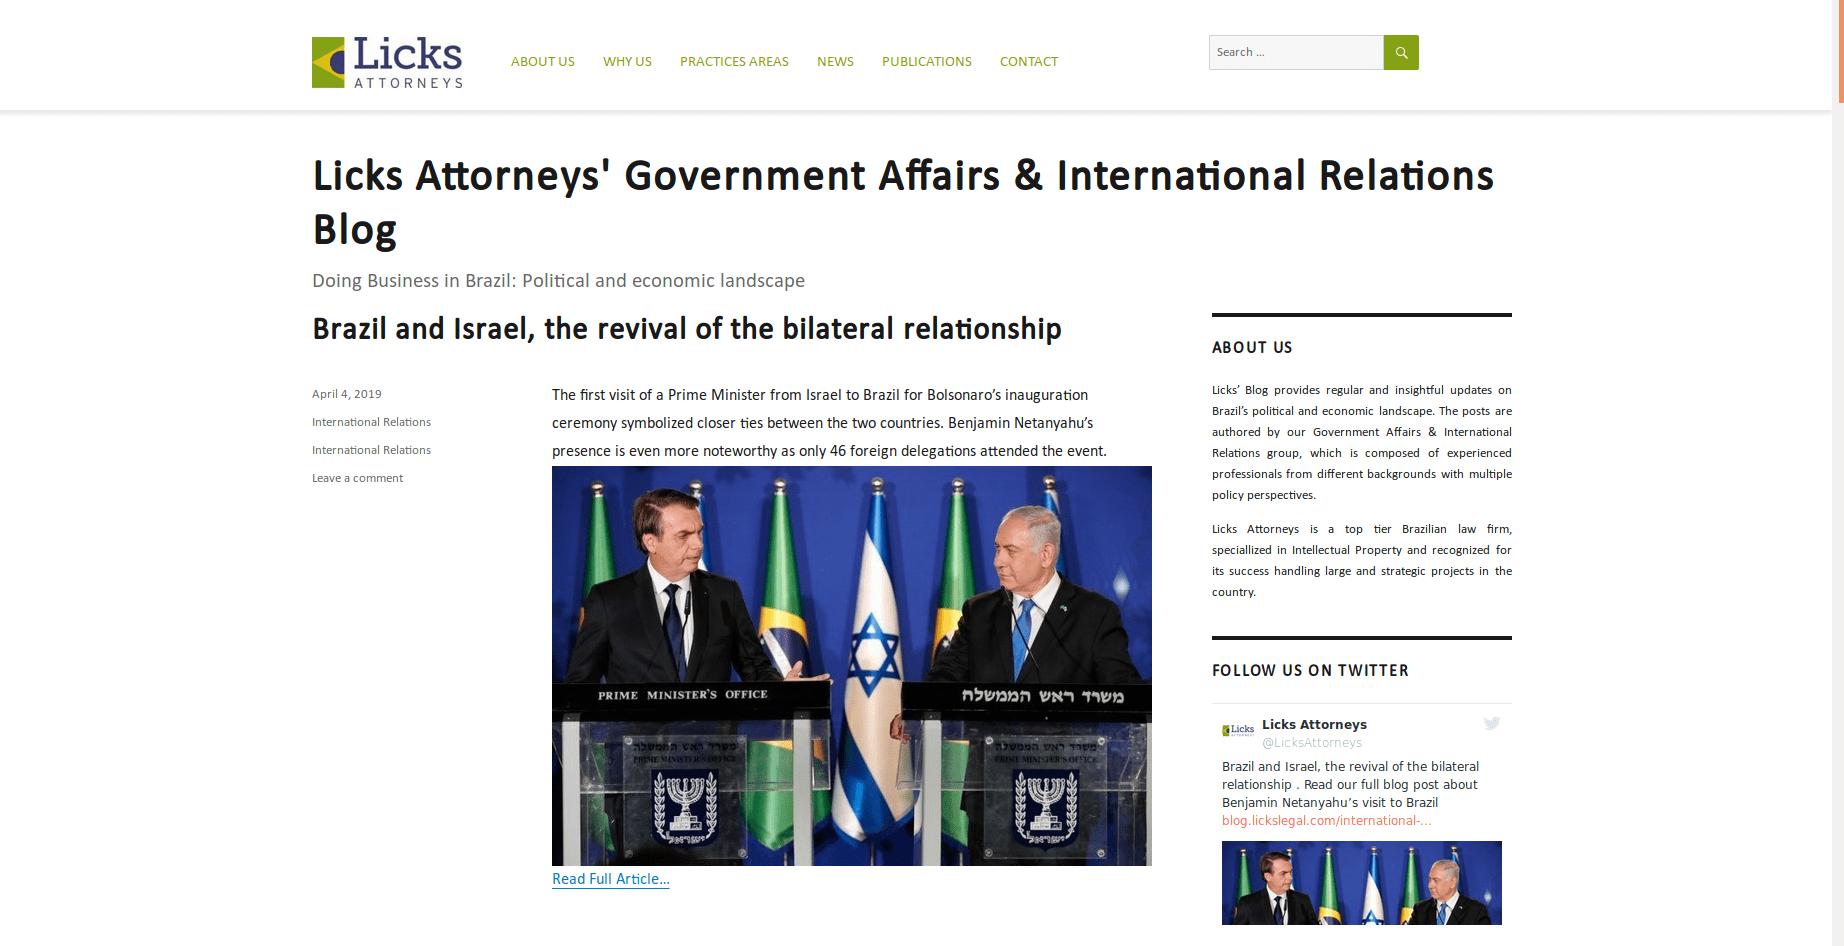 Licks
ATTORNEYS
ABOUT US
WHY US
PRACTICES AREAS
NEWS
PUBLICATIONS
CONTACT
Search ...
Licks Attorneys' Government Affairs & International Relations
Blog
Doing Business in Brazil: Political and economic landscape
Brazil and Israel, the revival of the bilateral relationship
April 4, 2019
International Relations
International Relations
Leave a comment
The first visit of a Prime Minister from Israel to Brazil for Bolsonaro’s inauguration
ceremony symbolized closer ties between the two countries. Benjamin Netanyahu’s
presence is even more noteworthy as only 46 foreign delegations attended the event.
PRIME MINISTER'S OFFICE
משרד ראש הממשלה
משרד ראש הממשלה
PRIME MINISTER'S OFFICE
משרד ראש הממשלה
PRIME MINISTER'S OFFICE
Read Full Article...
ABOUT US
Licks’ Blog provides regular and insightful updates on
Brazil’s political and economic landscape. The posts are
authored by our Government Affairs & International
Relations group, which is composed of experienced
professionals from different backgrounds with multiple
policy perspectives.
Licks Attorneys is a top tier Brazilian law firm,
speciallized in Intellectual Property and recognized for
its success handling large and strategic projects in the
country.
FOLLOW US ON TWITTER
Licks
Licks Attorneys
@LicksAttorneys
Brazil and Israel, the revival of the bilateral
relationship . Read our full blog post about
Benjamin Netanyahu’s visit to Brazil
blog.lickslegal.com/international-...